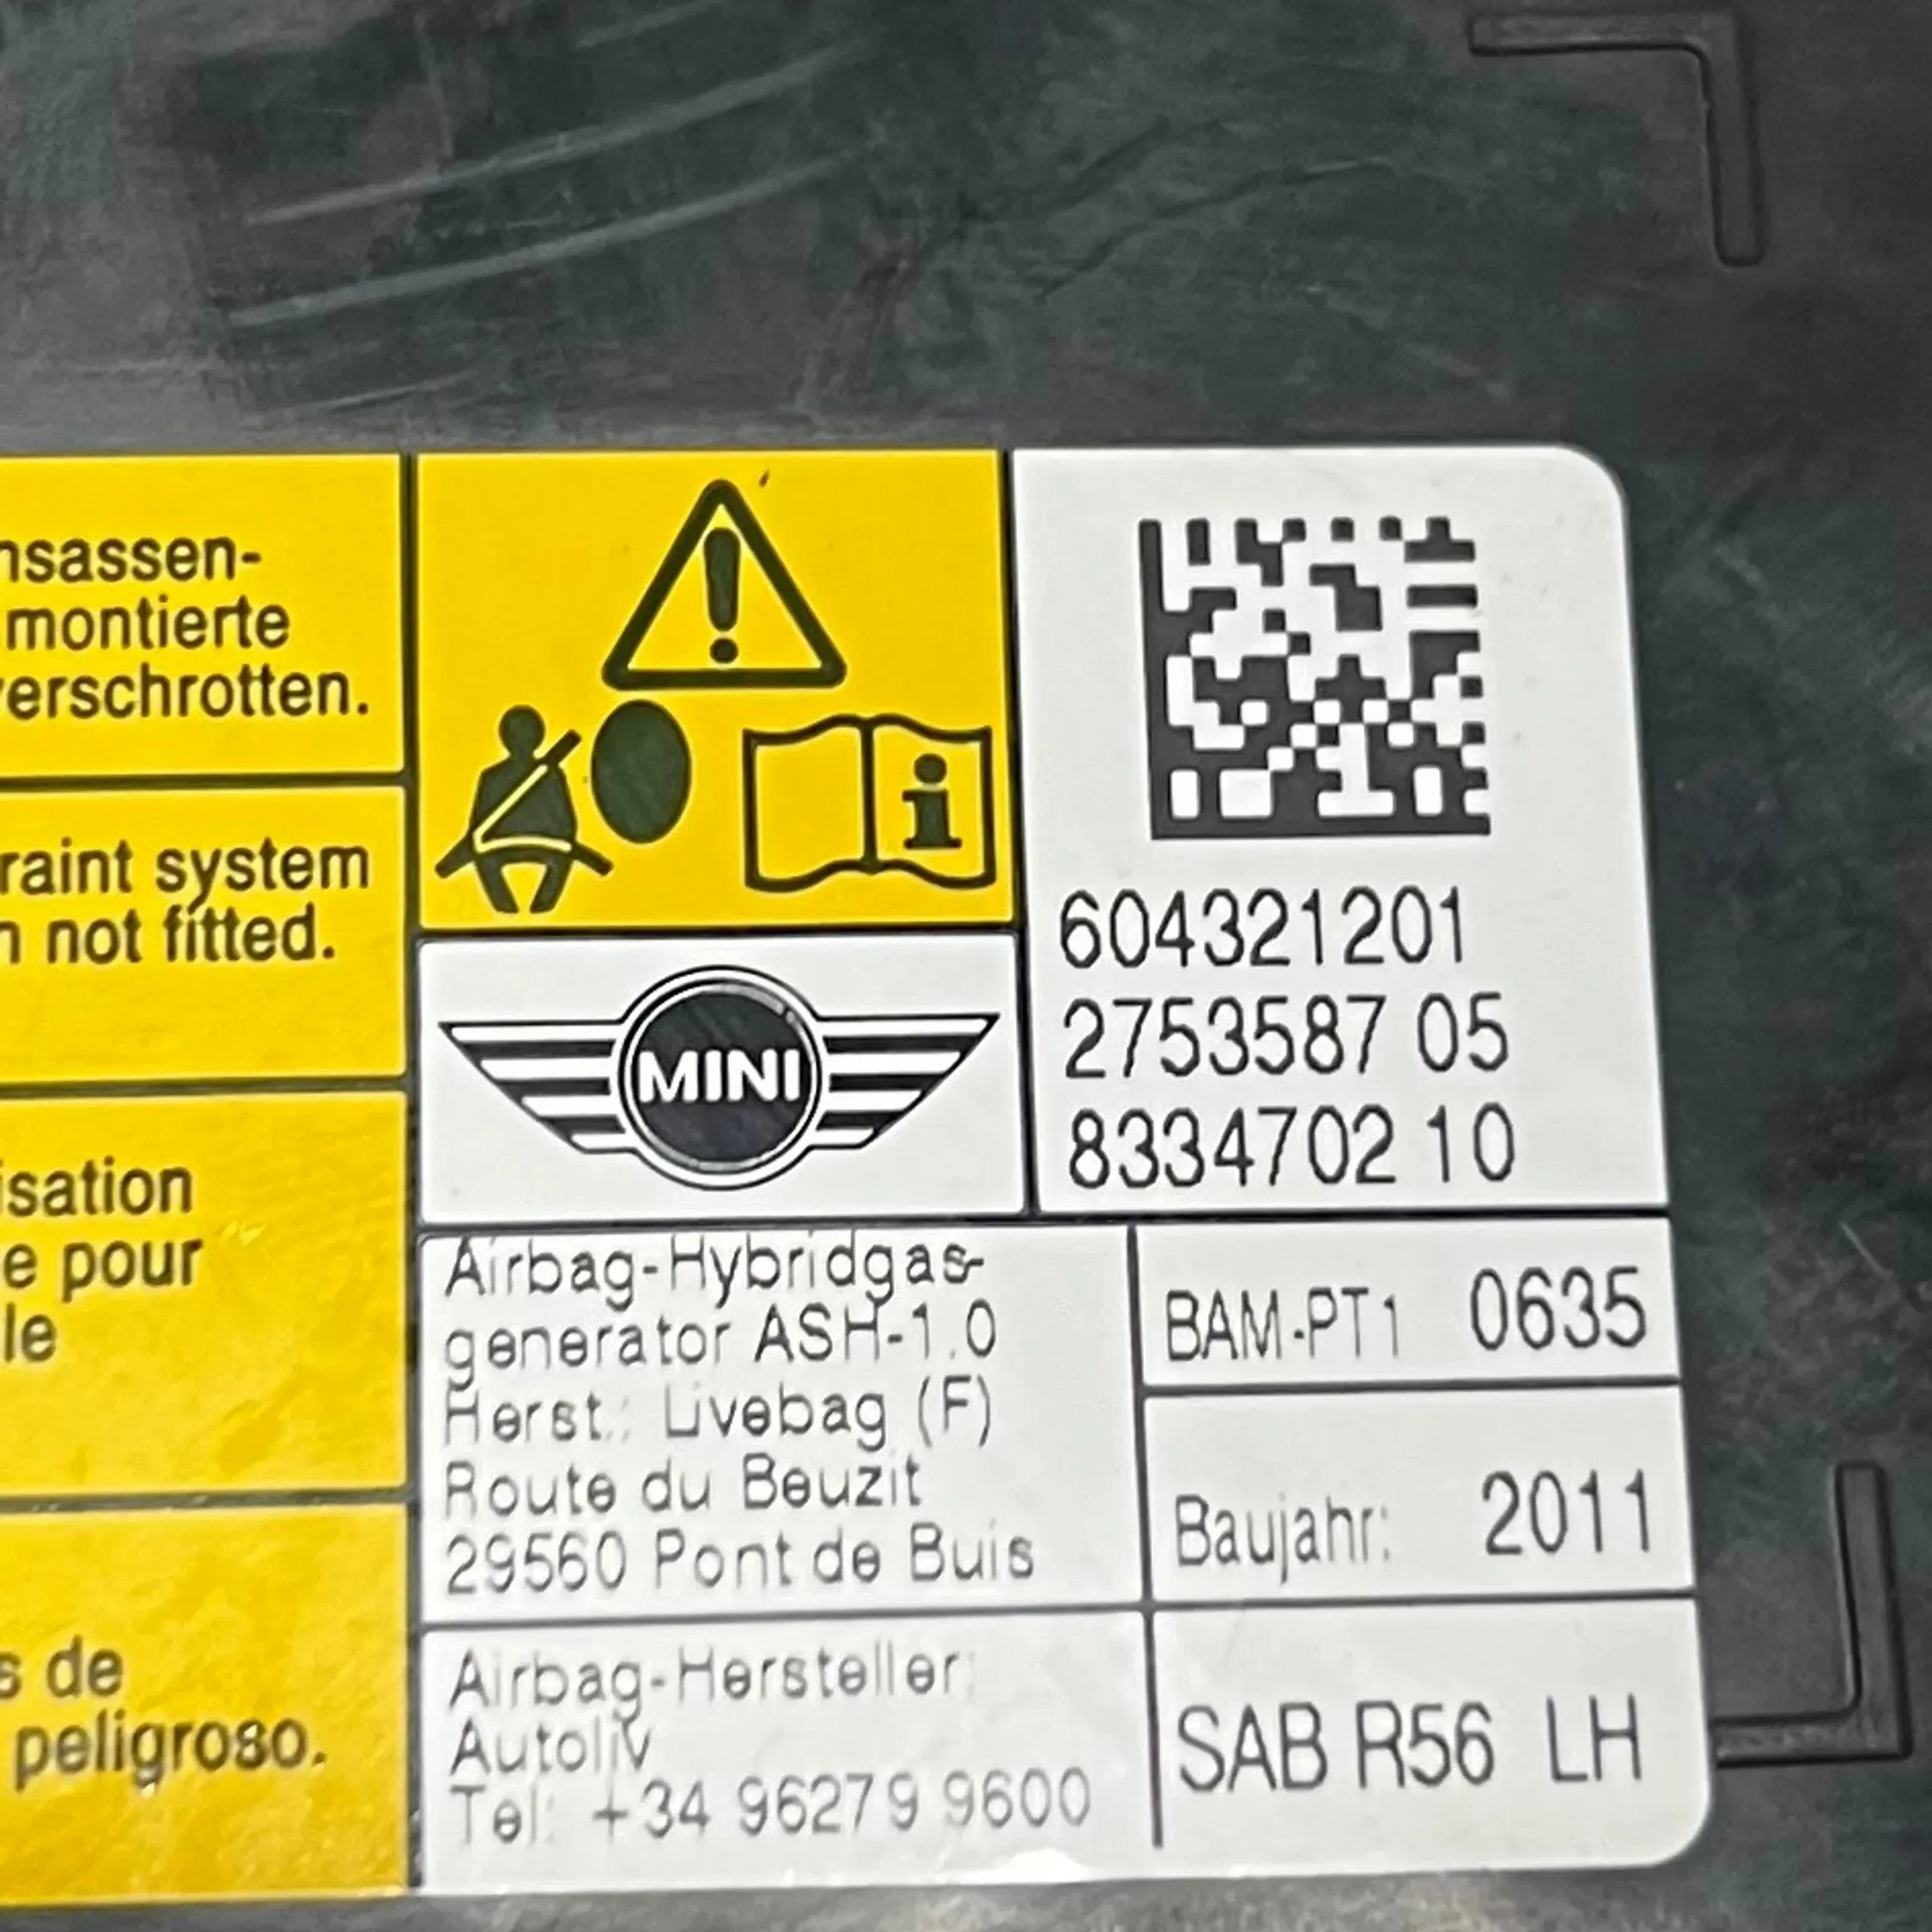 nsassen-
montierte
verschrotten.
raint system
n not fitted.
isation
e pour
le
s de
peligroso.
MINI
604321201
2753587 05
8334702 10
Airbag-Hybridgas-
generator ASH-1.0
Herst.: Livebag (F)
Route du Beuzit
29560 Pont de Buis
BAM-PT1 0635
Baujahr: 2011
Airbag-Hersteller:
Autoliv
Tel: +34 96279 9600
SAB R56 LH